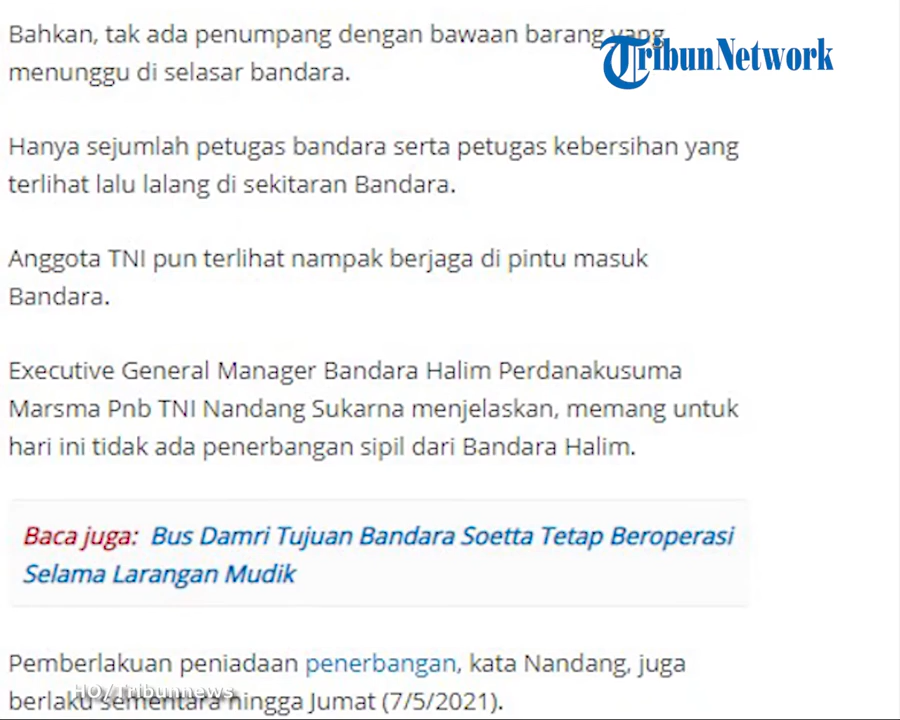 Bahkan, tak ada penumpang dengan bawaan barang yang
TribunNetwork
menunggu di selasar bandara.
Hanya sejumlah petugas bandara serta petugas kebersihan yang
terlihat lalu lalang di sekitaran Bandara.
Anggota TNI pun terlihat nampak berjaga di pintu masuk
Bandara.
Executive General Manager Bandara Halim Perdanakusuma
Marsma Pnb TNI Nandang Sukarna menjelaskan, memang untuk
hari ini tidak ada penerbangan sipil dari Bandara Halim.
Baca juga: Bus Damri Tujuan Bandara Soetta Tetap Beroperasi
Selama Larangan Mudik
Pemberlakuan peniadaan penerbangan, kata Nandang, juga
HO/Tribunnews
berlaku sementara hingga Jumat (7/5/2021).